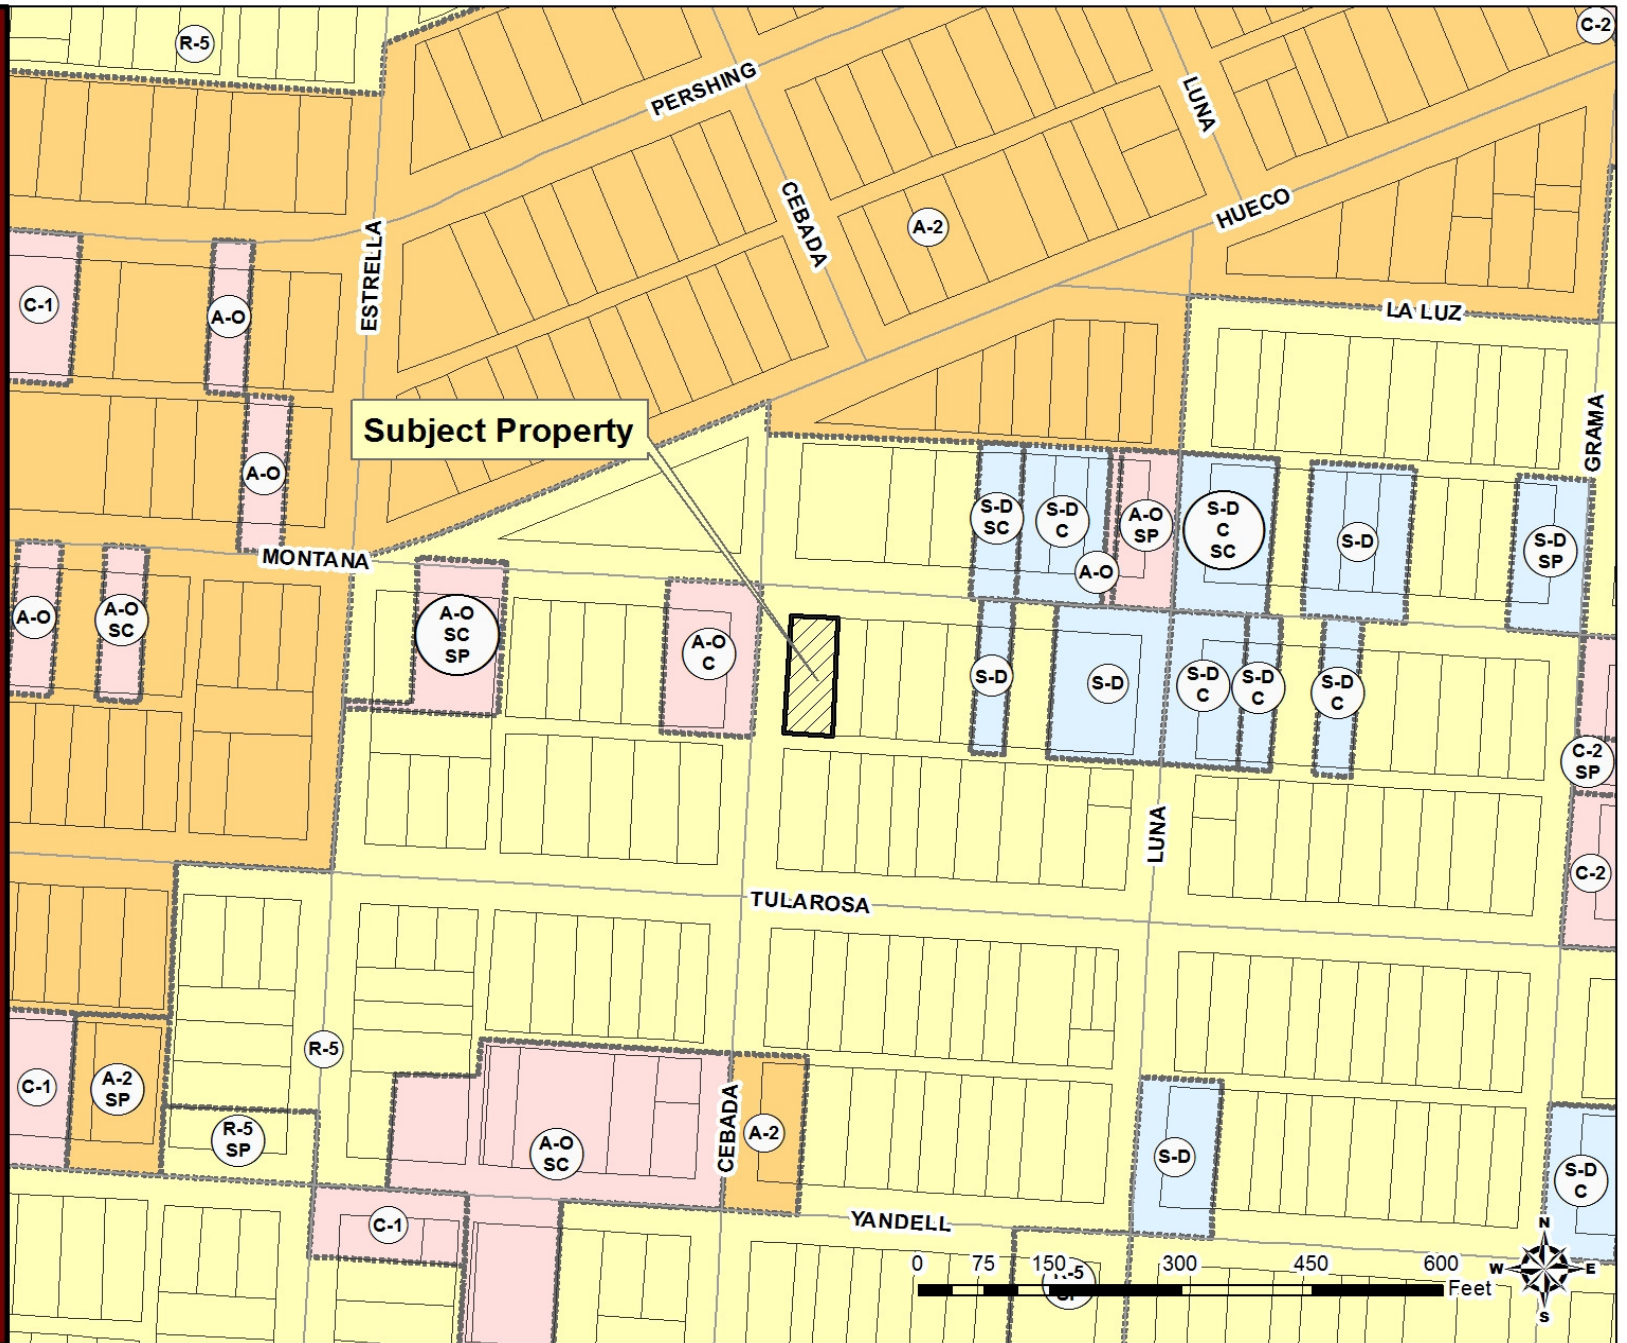 C-2
R-5
PERSHING
LUNA
CEBADA
HUECO
A-2
ESTRELLA
C-1
A-O
LA LUZ
GRAMA
Subject Property
A-O
S-D
SC
S-D
C
A-O
SP
S-D
C
SC
S-D
S-D
SP
A-O
MONTANA
A-O
A-O
SC
A-O
SC
SP
A-O
C
S-D
S-D
S-D
C
S-D
C
S-D
C
C-2
SP
LUNA
C-2
TULAROSA
R-5
C-1
A-2
SP
R-5
SP
A-O
SC
CEBADA
A-2
S-D
S-D
C
C-1
YANDELL
N
W
E
S
0 75 150 300 450 600
Feet
R-5
SP